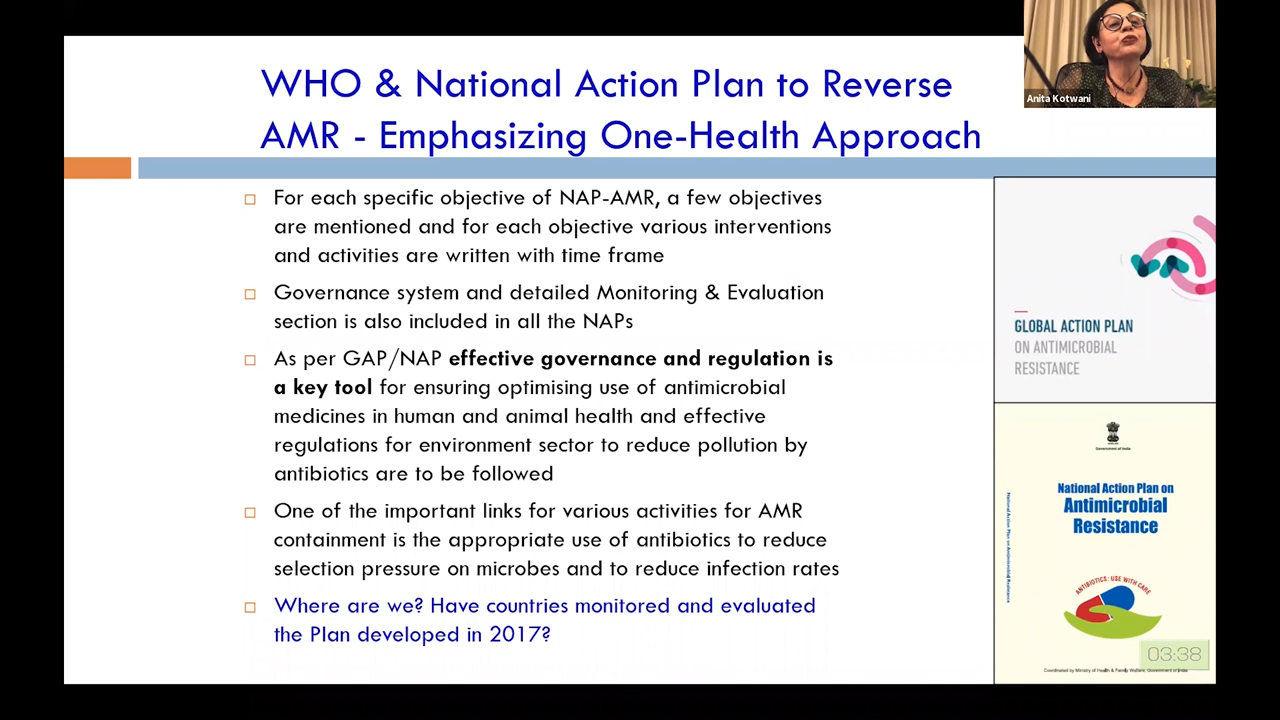 WHO & National Action Plan to Reverse
AMR - Emphasizing One-Health Approach
Anita Kotwani
For each specific objective of NAP-AMR, a few objectives
are mentioned and for each objective various interventions
and activities are written with time frame
Governance system and detailed Monitoring & Evaluation
section is also included in all the NAPs
As per GAP/NAP effective governance and regulation is
a key tool for ensuring optimising use of antimicrobial
medicines in human and animal health and effective
regulations for environment sector to reduce pollution by
antibiotics are to be followed
One of the important links for various activities for AMR
containment is the appropriate use of antibiotics to reduce
selection pressure on microbes and to reduce infection rates
Where are we? Have countries monitored and evaluated
the Plan developed in 2017?
GLOBAL ACTION PLAN
ON ANTIMICROBIAL
RESISTANCE
Government of India
National Action Plan on
Antimicrobial
Resistance
National Action Plan on Antimicrobial Resistance
ANTIBIOTICS: USE WITH CARE
03:38
Coordinated by Ministry of Health & Family Welfare, Government of India